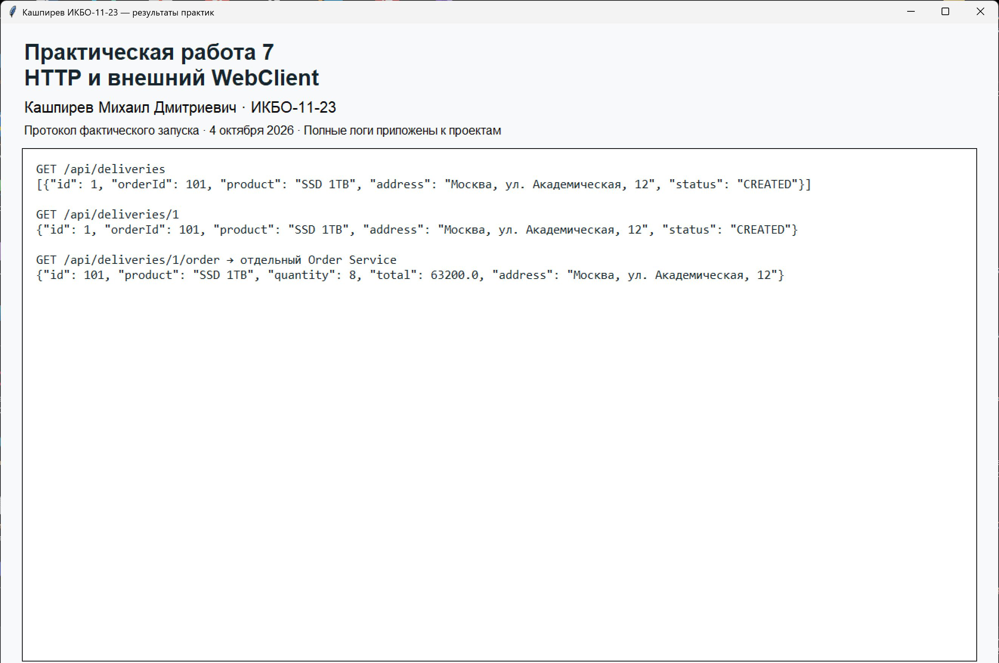 Кашпирев ИКБО-11-23 — результаты практик
Практическая работа 7
HTTP и внешний WebClient
Кашпирев Михаил Дмитриевич · ИКБО-11-23
Протокол фактического запуска · 4 октября 2026 · Полные логи приложены к проектам
GET /api/deliveries
[{"id": 1, "orderId": 101, "product": "SSD 1TB", "address": "Москва, ул. Академическая, 12", "status": "CREATED"}]
GET /api/deliveries/1
{"id": 1, "orderId": 101, "product": "SSD 1TB", "address": "Москва, ул. Академическая, 12", "status": "CREATED"}
GET /api/deliveries/1/order → отдельный Order Service
{"id": 101, "product": "SSD 1TB", "quantity": 8, "total": 63200.0, "address": "Москва, ул. Академическая, 12"}